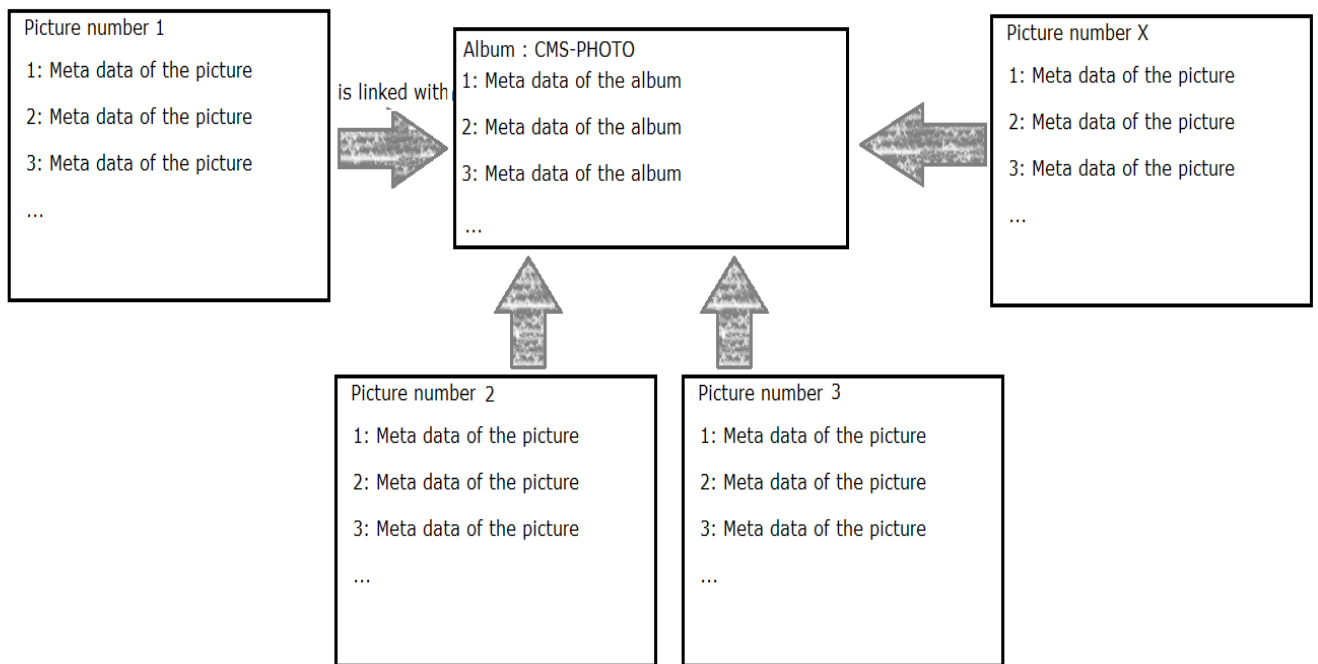 Picture number 1
1: Meta data of the picture
2: Meta data of the picture
3: Meta data of the picture
...
is linked with
Album : CMS-PHOTO
1: Meta data of the album
2: Meta data of the album
3: Meta data of the album
...
Picture number X
1: Meta data of the picture
2: Meta data of the picture
3: Meta data of the picture
...
Picture number 2
1: Meta data of the picture
2: Meta data of the picture
3: Meta data of the picture
...
Picture number 3
1: Meta data of the picture
2: Meta data of the picture
3: Meta data of the picture
...